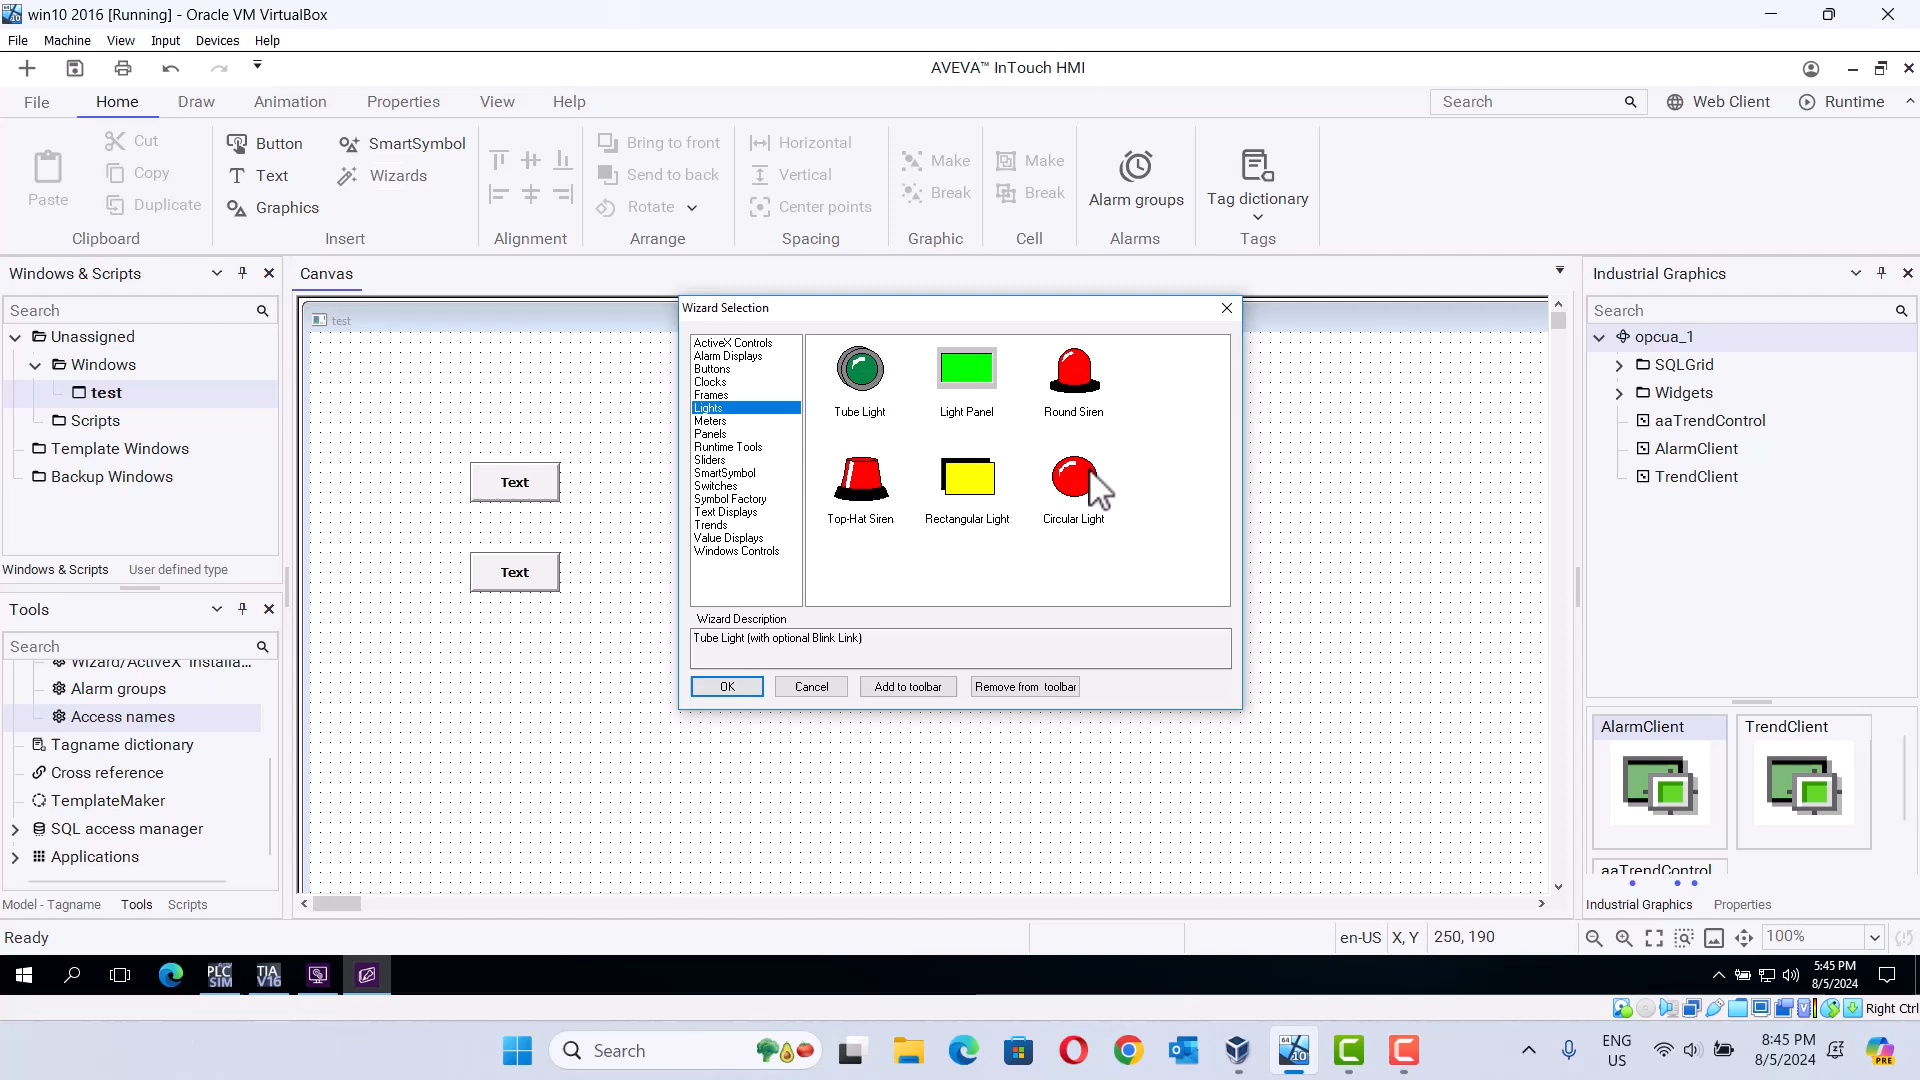 win10 2016 [Running] - Oracle VM VirtualBox
File Machine View Input Devices Help
AVEVA™ InTouch HMI
File Home Draw Animation Properties View Help
Search Web Client Runtime
Paste Cut Copy Duplicate
Clipboard
Button SmartSymbol
Text Wizards
Graphics
Insert
Alignment
Bring to front
Send to back
Rotate
Arrange
Horizontal
Vertical
Center points
Spacing
Make
Break
Graphic
Make
Break
Cell
Alarm groups
Alarms
Tag dictionary
Tags
Windows & Scripts
Search
Unassigned
Windows
test
Scripts
Template Windows
Backup Windows
Windows & Scripts User defined type
Tools
Search
Wizard/ActiveX Installa...
Alarm groups
Access names
Tagname dictionary
Cross reference
TemplateMaker
SQL access manager
Applications
Model - Tagname Tools Scripts
Canvas
test
Text
Text
Wizard Selection
ActiveX Controls
Alarm Displays
Buttons
Clocks
Frames
Lights
Meters
Panels
Runtime Tools
Sliders
SmartSymbol
Switches
Symbol Factory
Text Displays
Trends
Value Displays
Windows Controls
Tube Light Light Panel Round Siren
Top-Hat Siren Rectangular Light Circular Light
Wizard Description
Tube Light (with optional Blink Link)
OK Cancel Add to toolbar Remove from toolbar
Industrial Graphics
Search
opcua_1
SQLGrid
Widgets
aaTrendControl
AlarmClient
TrendClient
AlarmClient TrendClient
aaTrendControl
Industrial Graphics Properties
Ready en-US X, Y 250, 190 100%
PLC SIM TIA V16
5:45 PM
8/5/2024
Right Ctrl
Search
64
10
ENG
US
8:45 PM
8/5/2024
PRE